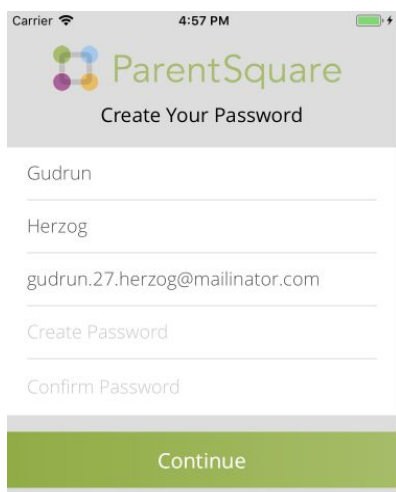 Carrier 4:57 PM
ParentSquare
Create Your Password
Gudrun
Herzog
gudrun.27.herzog@mailinator.com
Create Password
Confirm Password
Continue